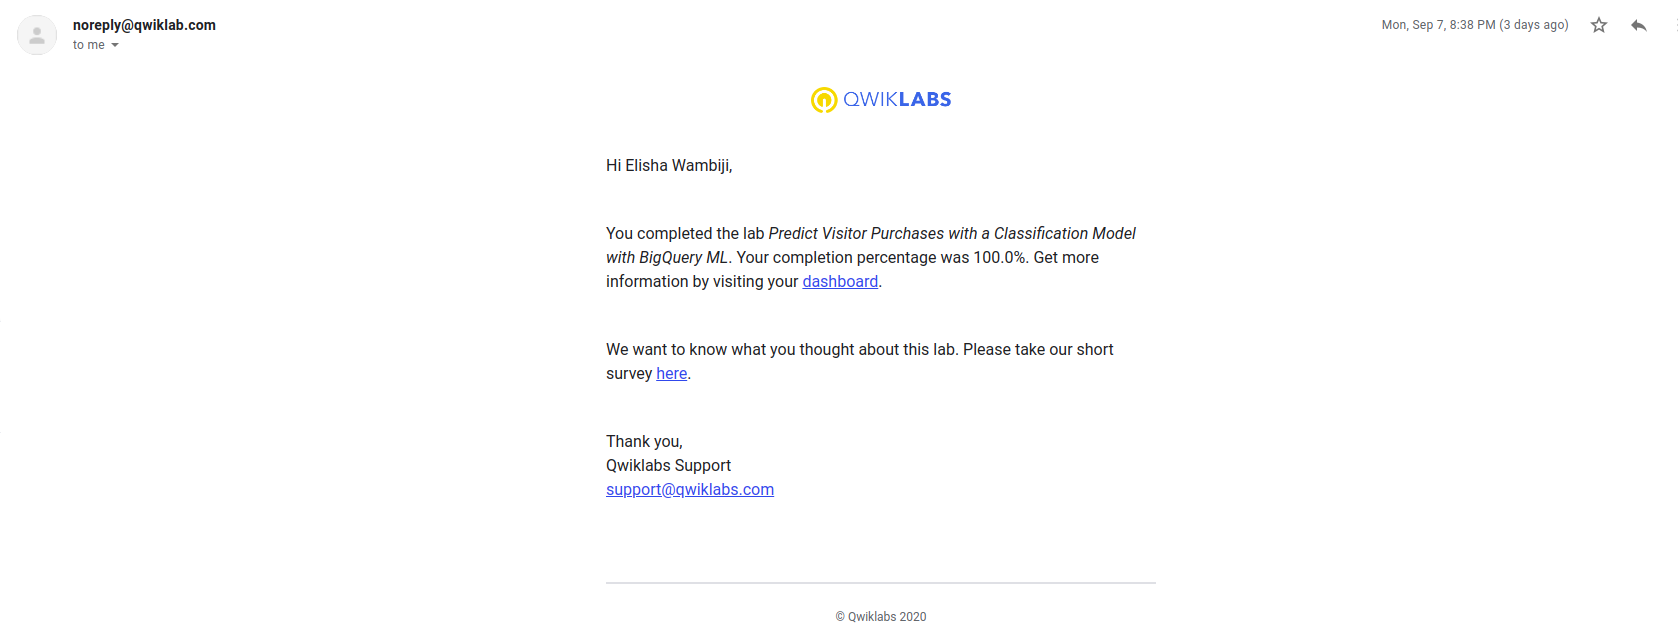 noreply@qwiklab.com
to me
Mon, Sep 7, 8:38 PM (3 days ago)
QWIKLABS
Hi Elisha Wambiji,
You completed the lab Predict Visitor Purchases with a Classification Model
with BigQuery ML. Your completion percentage was 100.0%. Get more
information by visiting your dashboard.
We want to know what you thought about this lab. Please take our short
survey here.
Thank you,
Qwiklabs Support
support@qwiklabs.com
© Qwiklabs 2020